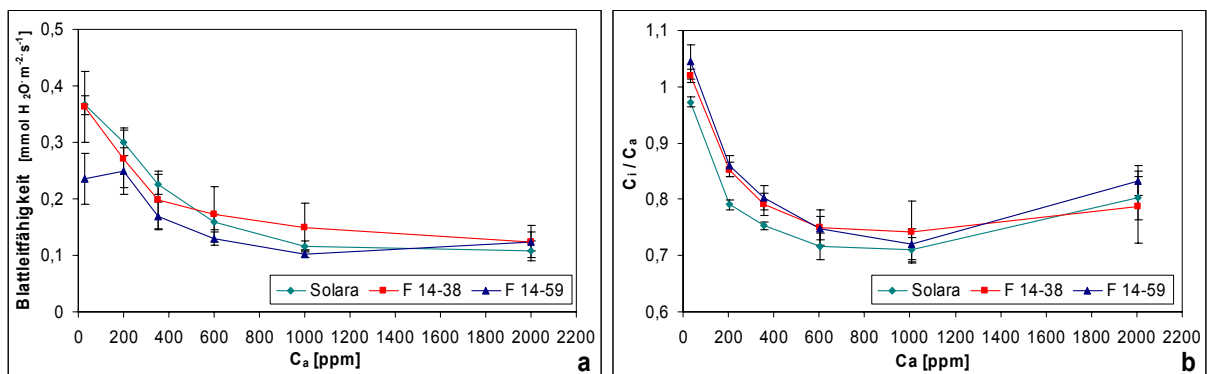 0,5
0,4
0,3
0,2
0,1
0
Blattleitfähigkeit [mmol H₂O m⁻²·s⁻¹]
0 200 400 600 800 1000 1200 1400 1600 1800 2000 2200
Cₐ [ppm]
Solara F 14-38 F 14-59
a
1,1
1
0,9
0,8
0,7
0,6
Cᵢ / Cₐ
0 200 400 600 800 1000 1200 1400 1600 1800 2000 2200
Ca [ppm]
Solara F 14-38 F 14-59
b